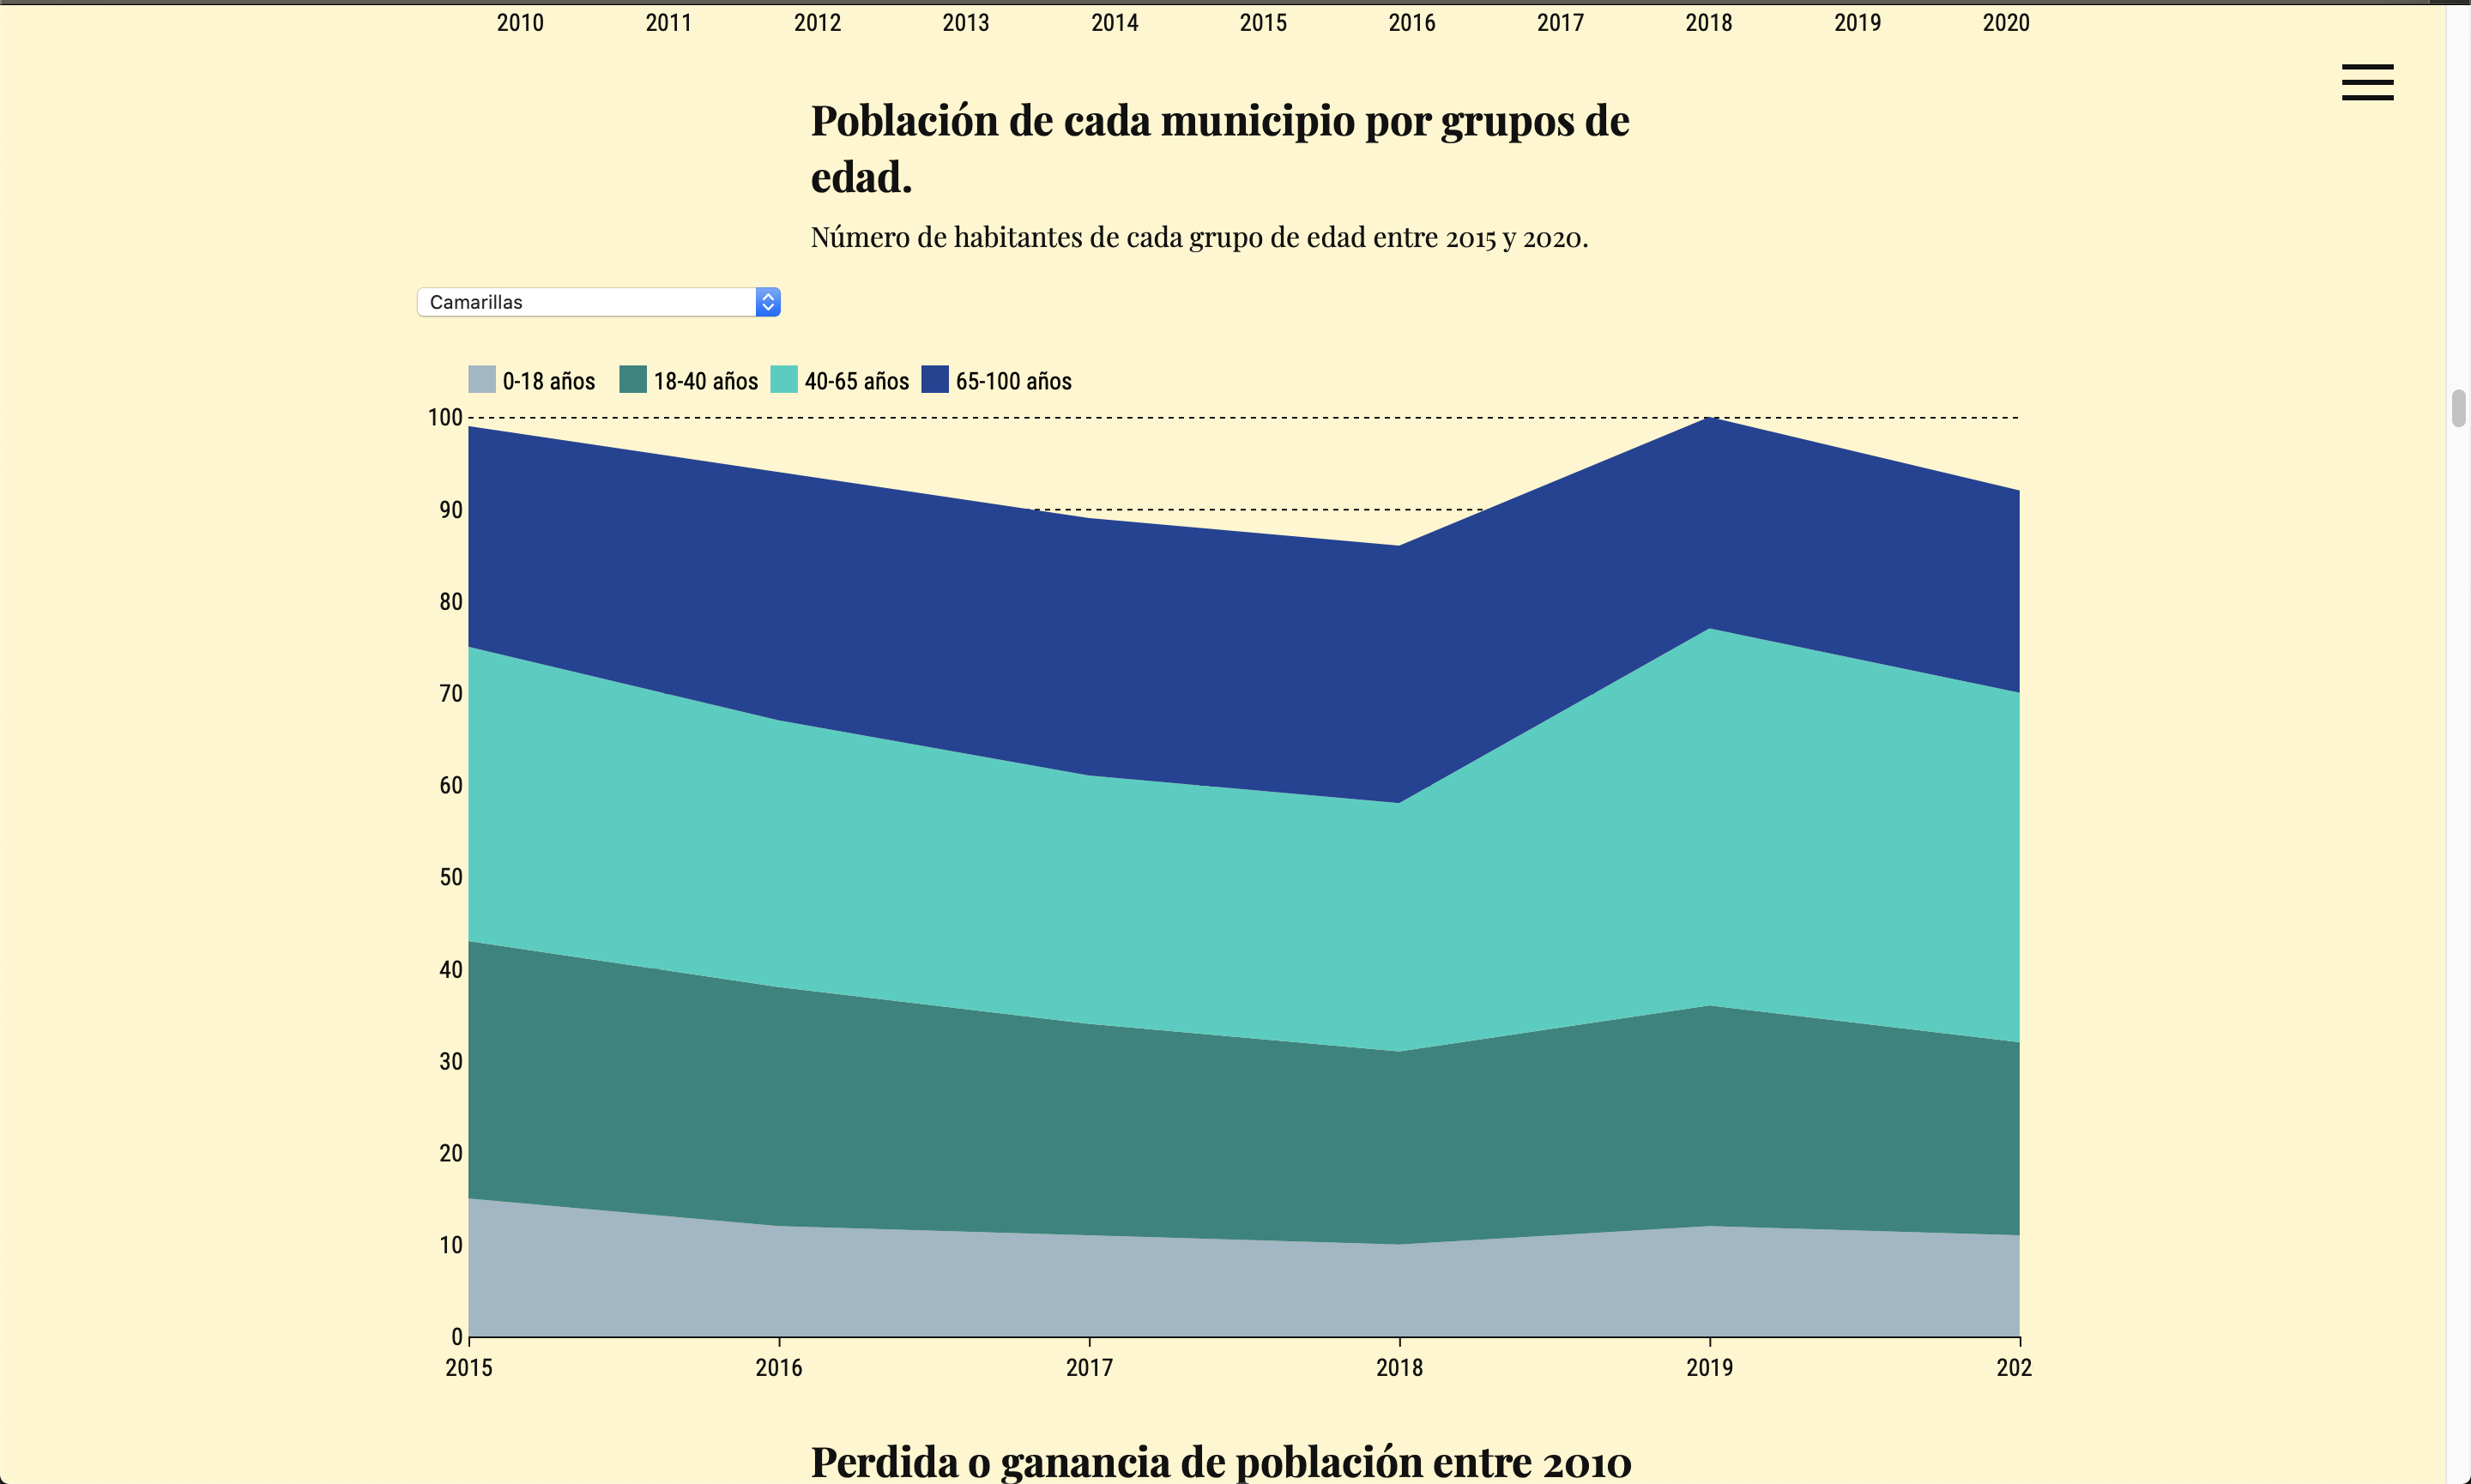 2010 2011 2012 2013 2014 2015 2016 2017 2018 2019 2020
Población de cada municipio por grupos de
edad.
Número de habitantes de cada grupo de edad entre 2015 y 2020.
Camarillas
0-18 años 18-40 años 40-65 años 65-100 años
100
90
80
70
60
50
40
30
20
10
0
2015 2016 2017 2018 2019 202
Perdida o ganancia de población entre 2010